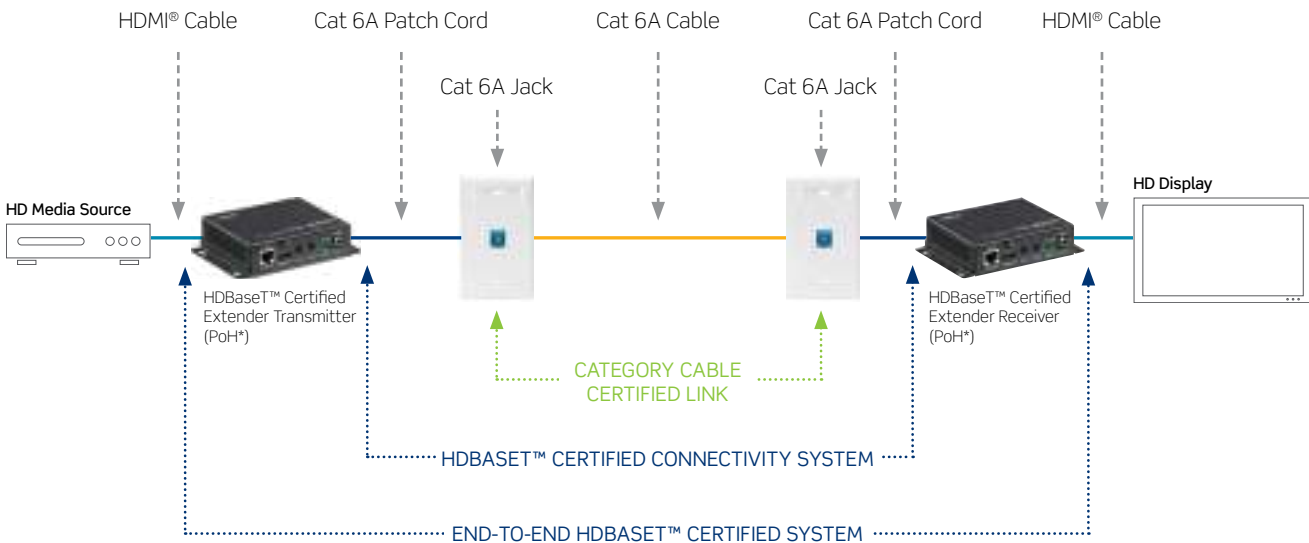 HDMI® Cable
Cat 6A Patch Cord
Cat 6A Cable
Cat 6A Patch Cord
HDMI® Cable
Cat 6A Jack
Cat 6A Jack
HD Media Source
HD Display
HDBaseT™ Certified
Extender Transmitter
(PoH*)
HDBaseT™ Certified
Extender Receiver
(PoH*)
CATEGORY CABLE
CERTIFIED LINK
HDBASET™ CERTIFIED CONNECTIVITY SYSTEM
END-TO-END HDBASET™ CERTIFIED SYSTEM